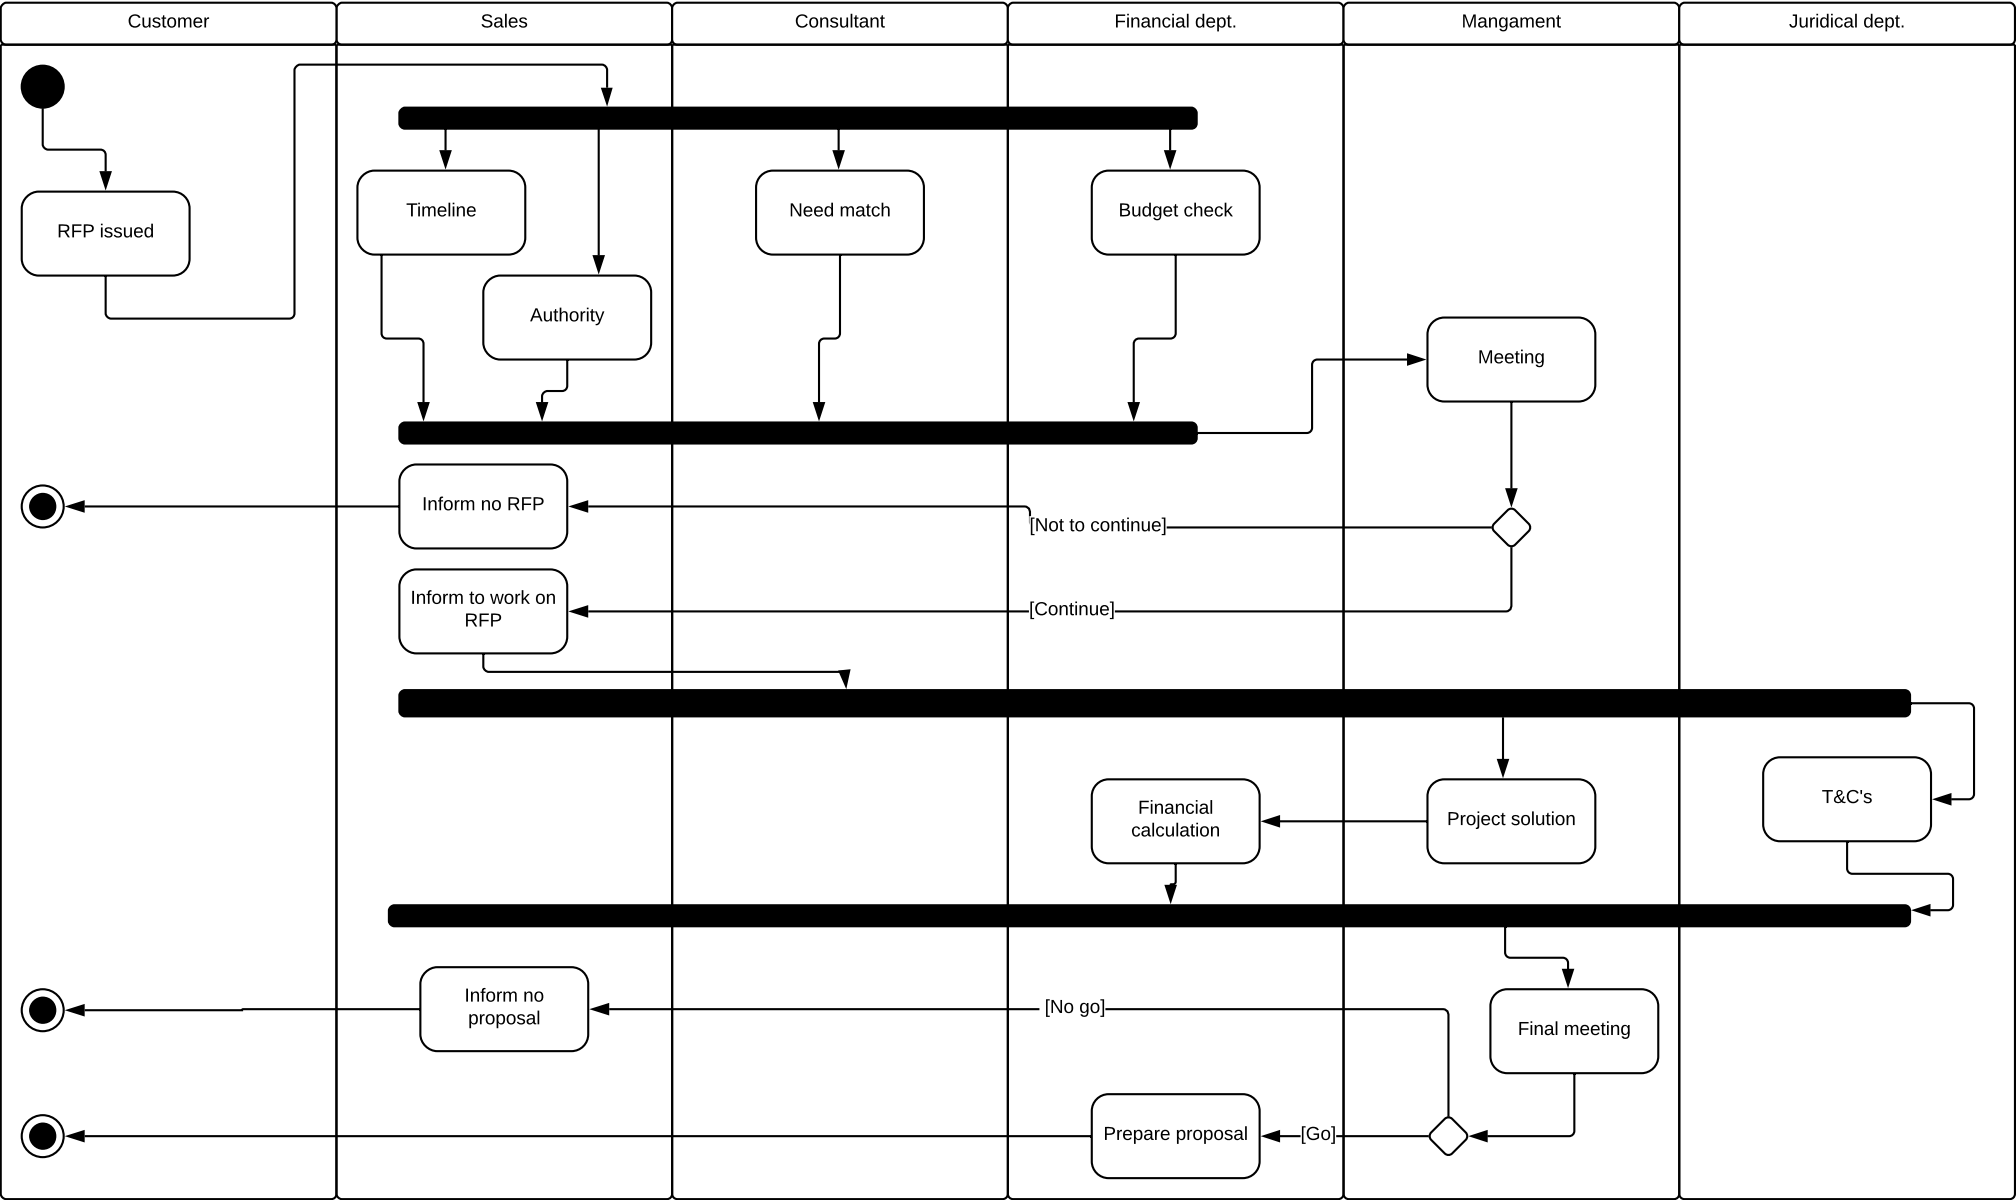 Customer
Sales
Consultant
Financial dept.
Mangament
Juridical dept.
RFP issued
Timeline
Need match
Budget check
Authority
Meeting
Inform no RFP
[Not to continue]
Inform to work on
RFP
[Continue]
Financial
calculation
Project solution
T&C's
Inform no
proposal
[No go]
Final meeting
Prepare proposal
[Go]